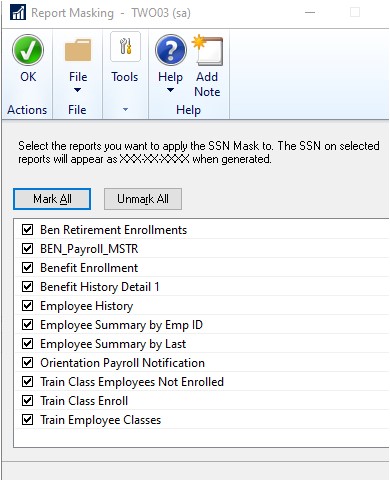 Report Masking - TWO03 (sa)
OK
File
Tools
Help
Add
Note
Actions
File
Help
Select the reports you want to apply the SSN Mask to. The SSN on selected
reports will appear as XXX-XX-XXXX when generated.
Mark All
Unmark All
Ben Retirement Enrollments
BEN_Payroll_MSTR
Benefit Enrollment
Benefit History Detail 1
Employee History
Employee Summary by Emp ID
Employee Summary by Last
Orientation Payroll Notification
Train Class Employees Not Enrolled
Train Class Enroll
Train Employee Classes